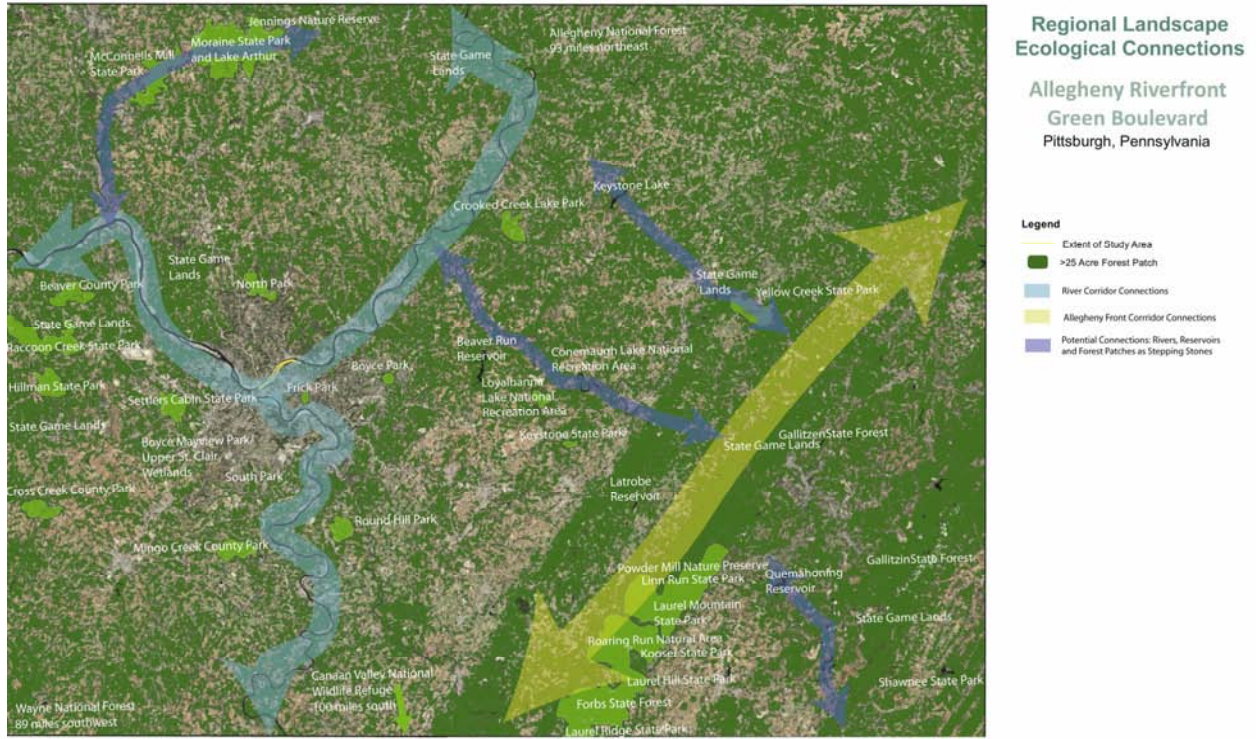 Regional Landscape
Ecological Connections
Allegheny Riverfront
Green Boulevard
Pittsburgh, Pennsylvania
Legend
Extent of Study Area
>25 Acre Forest Patch
River Corridor Connections
Allegheny Front Corridor Connections
Potential Connections: Rivers, Reservoirs
and Forest Patches as Stepping Stones
Jennings Nature Reserve
Moraine State Park
and Lake Arthur
McConnells Mill
State Park
State Game
Lands
Allegheny National Forest
93 miles northeast
Keystone Lake
Crooked Creek Lake Park
State Game
Lands
North Park
Beaver County Park
State Game
Lands
Yellow Creek State Park
State Game Lands
Raccoon Creek State Park
Beaver Run
Reservoir
Conemaugh Lake National
Recreation Area
Boyce Park
Frick Park
Hillman State Park
Settlers Cabin State Park
Loyalhanna
Lake National
Recreation Area
State Game Lands
Boyce Mayview Park/
Upper St. Clair
Wetlands
Keystone State Park
GallitzenState Forest
State Game Lands
South Park
Latrobe
Reservoir
Cross Creek County Park
Round Hill Park
Mingo Creek County Park
GallitzinState Forest
Powder Mill Nature Preserve
Linn Run State Park
Quemahoning
Reservoir
Laurel Mountain
State Park
State Game Lands
Roaring Run Natural Area
Kooser State Park
Canaan Valley National
Wildlife Refuge
100 miles south
Laurel Hill State Park
Shawnee State Park
Forbs State Forest
Wayne National Forest
89 miles southwest
Laurel Ridge State Park